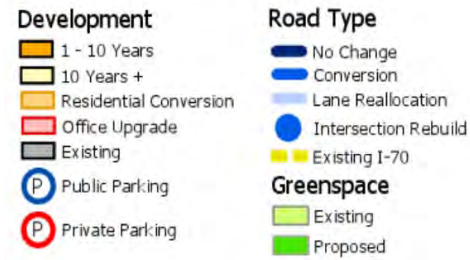 Development
1 - 10 Years
10 Years +
Residential Conversion
Office Upgrade
Existing
P Public Parking
P Private Parking
Road Type
No Change
Conversion
Lane Reallocation
Intersection Rebuild
Existing I-70
Greenspace
Existing
Proposed